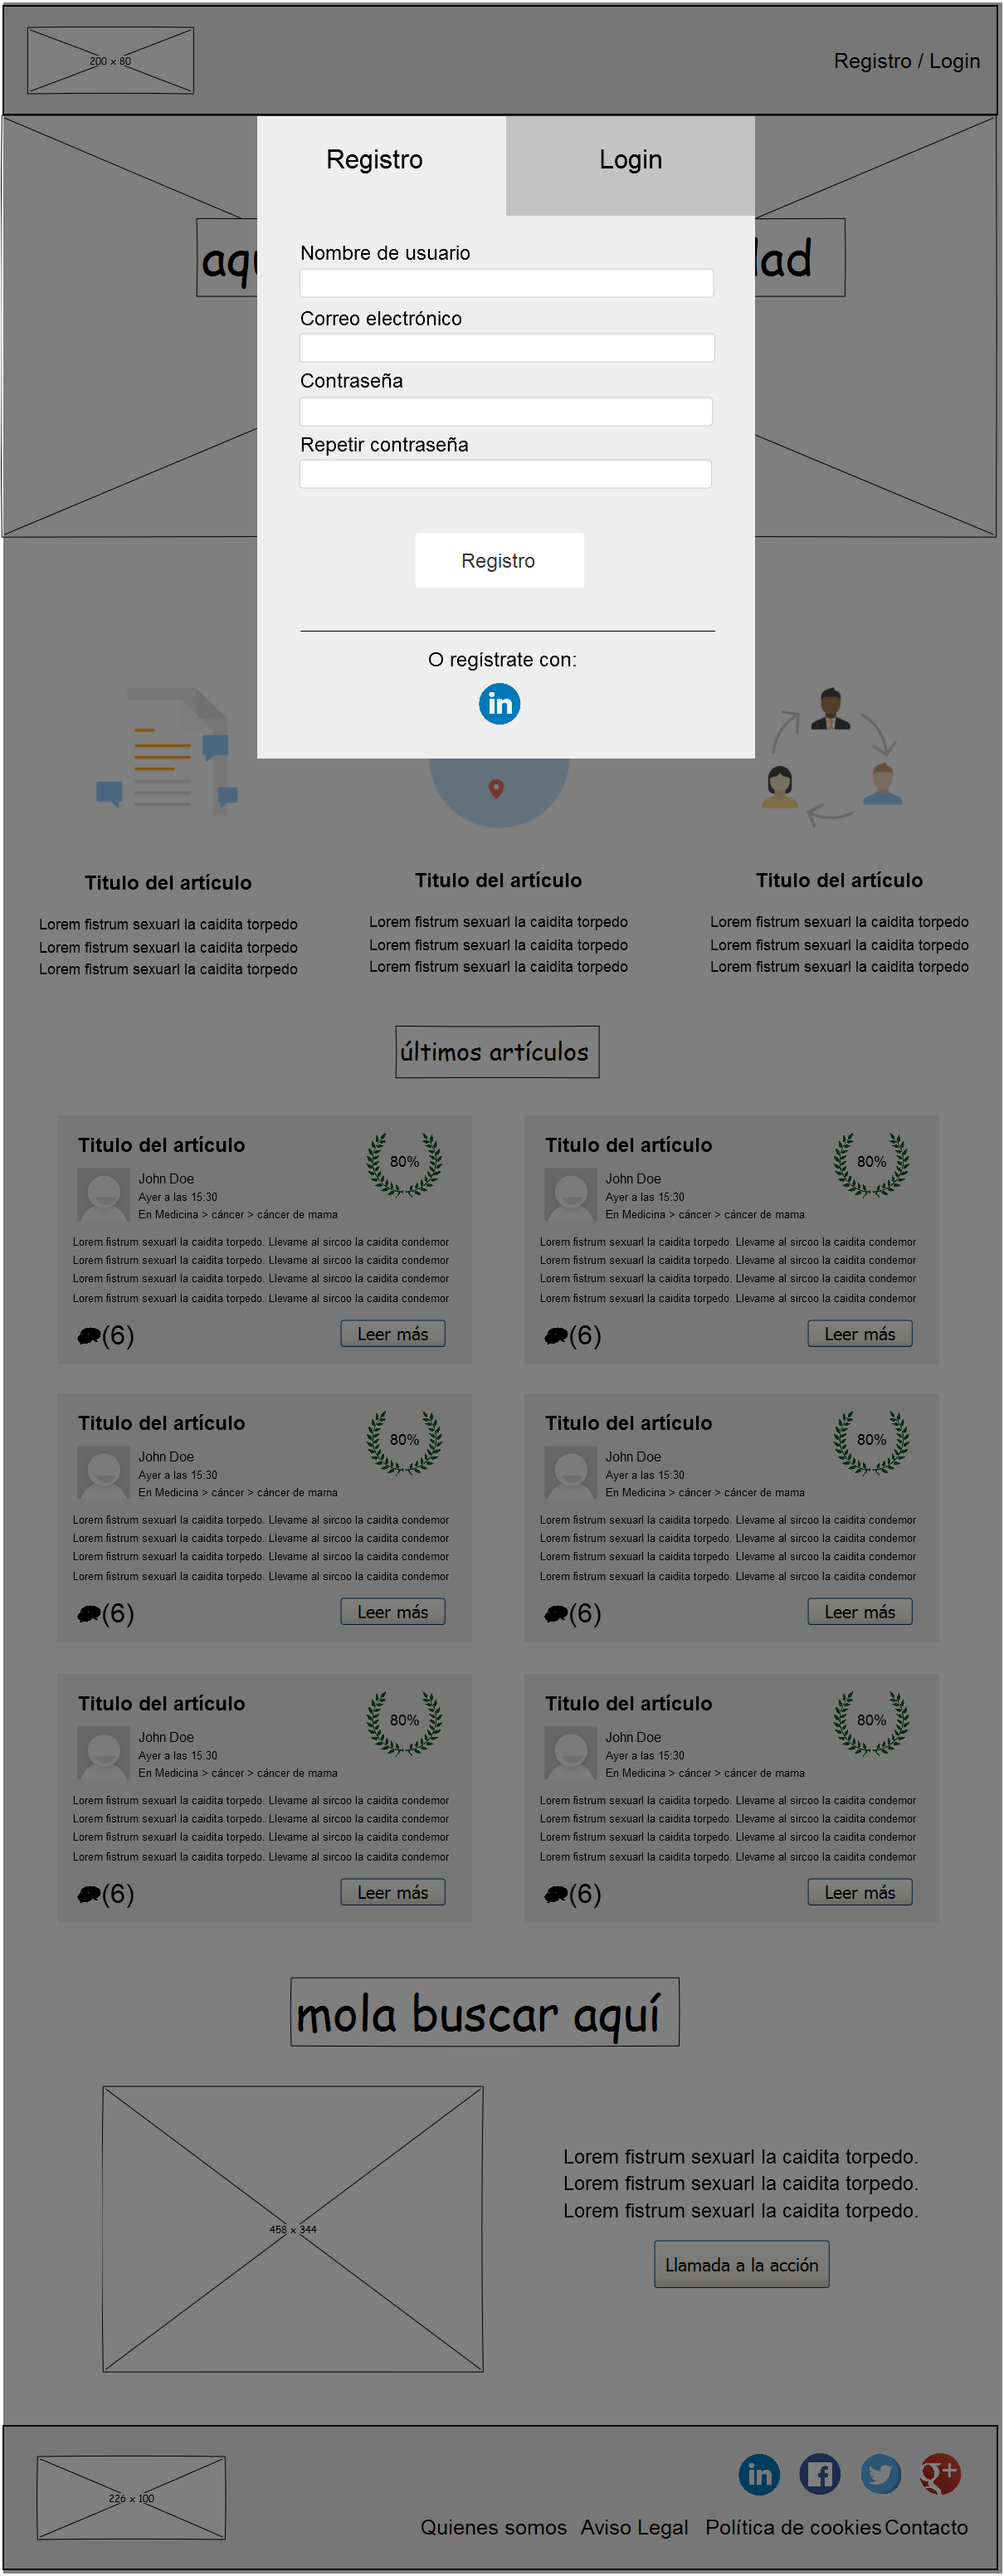 200 x 80
Registro / Login
Registro
Login
Nombre de usuario
Correo electrónico
Contraseña
Repetir contraseña
Registro
O regístrate con:
in
Titulo del artículo
Lorem fistrum sexuarl la caidita torpedo
Lorem fistrum sexuarl la caidita torpedo
Lorem fistrum sexuarl la caidita torpedo
Titulo del artículo
Lorem fistrum sexuarl la caidita torpedo
Lorem fistrum sexuarl la caidita torpedo
Lorem fistrum sexuarl la caidita torpedo
Titulo del artículo
Lorem fistrum sexuarl la caidita torpedo
Lorem fistrum sexuarl la caidita torpedo
Lorem fistrum sexuarl la caidita torpedo
últimos artículos
Titulo del artículo
80%
John Doe
Ayer a las 15:30
En Medicina > cáncer > cáncer de mama
Lorem fistrum sexuarl la caidita torpedo. Llevame al sircoo la caidita condemor
Lorem fistrum sexuarl la caidita torpedo. Llevame al sircoo la caidita condemor
Lorem fistrum sexuarl la caidita torpedo. Llevame al sircoo la caidita condemor
Lorem fistrum sexuarl la caidita torpedo. Llevame al sircoo la caidita condemor
(6)
Leer más
Titulo del artículo
80%
John Doe
Ayer a las 15:30
En Medicina > cáncer > cáncer de mama
Lorem fistrum sexuarl la caidita torpedo. Llevame al sircoo la caidita condemor
Lorem fistrum sexuarl la caidita torpedo. Llevame al sircoo la caidita condemor
Lorem fistrum sexuarl la caidita torpedo. Llevame al sircoo la caidita condemor
Lorem fistrum sexuarl la caidita torpedo. Llevame al sircoo la caidita condemor
(6)
Leer más
Titulo del artículo
80%
John Doe
Ayer a las 15:30
En Medicina > cáncer > cáncer de mama
Lorem fistrum sexuarl la caidita torpedo. Llevame al sircoo la caidita condemor
Lorem fistrum sexuarl la caidita torpedo. Llevame al sircoo la caidita condemor
Lorem fistrum sexuarl la caidita torpedo. Llevame al sircoo la caidita condemor
Lorem fistrum sexuarl la caidita torpedo. Llevame al sircoo la caidita condemor
(6)
Leer más
Titulo del artículo
80%
John Doe
Ayer a las 15:30
En Medicina > cáncer > cáncer de mama
Lorem fistrum sexuarl la caidita torpedo. Llevame al sircoo la caidita condemor
Lorem fistrum sexuarl la caidita torpedo. Llevame al sircoo la caidita condemor
Lorem fistrum sexuarl la caidita torpedo. Llevame al sircoo la caidita condemor
Lorem fistrum sexuarl la caidita torpedo. Llevame al sircoo la caidita condemor
(6)
Leer más
Titulo del artículo
80%
John Doe
Ayer a las 15:30
En Medicina > cáncer > cáncer de mama
Lorem fistrum sexuarl la caidita torpedo. Llevame al sircoo la caidita condemor
Lorem fistrum sexuarl la caidita torpedo. Llevame al sircoo la caidita condemor
Lorem fistrum sexuarl la caidita torpedo. Llevame al sircoo la caidita condemor
Lorem fistrum sexuarl la caidita torpedo. Llevame al sircoo la caidita condemor
(6)
Leer más
Titulo del artículo
80%
John Doe
Ayer a las 15:30
En Medicina > cáncer > cáncer de mama
Lorem fistrum sexuarl la caidita torpedo. Llevame al sircoo la caidita condemor
Lorem fistrum sexuarl la caidita torpedo. Llevame al sircoo la caidita condemor
Lorem fistrum sexuarl la caidita torpedo. Llevame al sircoo la caidita condemor
Lorem fistrum sexuarl la caidita torpedo. Llevame al sircoo la caidita condemor
(6)
Leer más
mola buscar aquí
458 x 344
Lorem fistrum sexuarl la caidita torpedo.
Lorem fistrum sexuarl la caidita torpedo.
Lorem fistrum sexuarl la caidita torpedo.
Llamada a la acción
226 x 100
in
g+
Quienes somos Aviso Legal Política de cookies Contacto